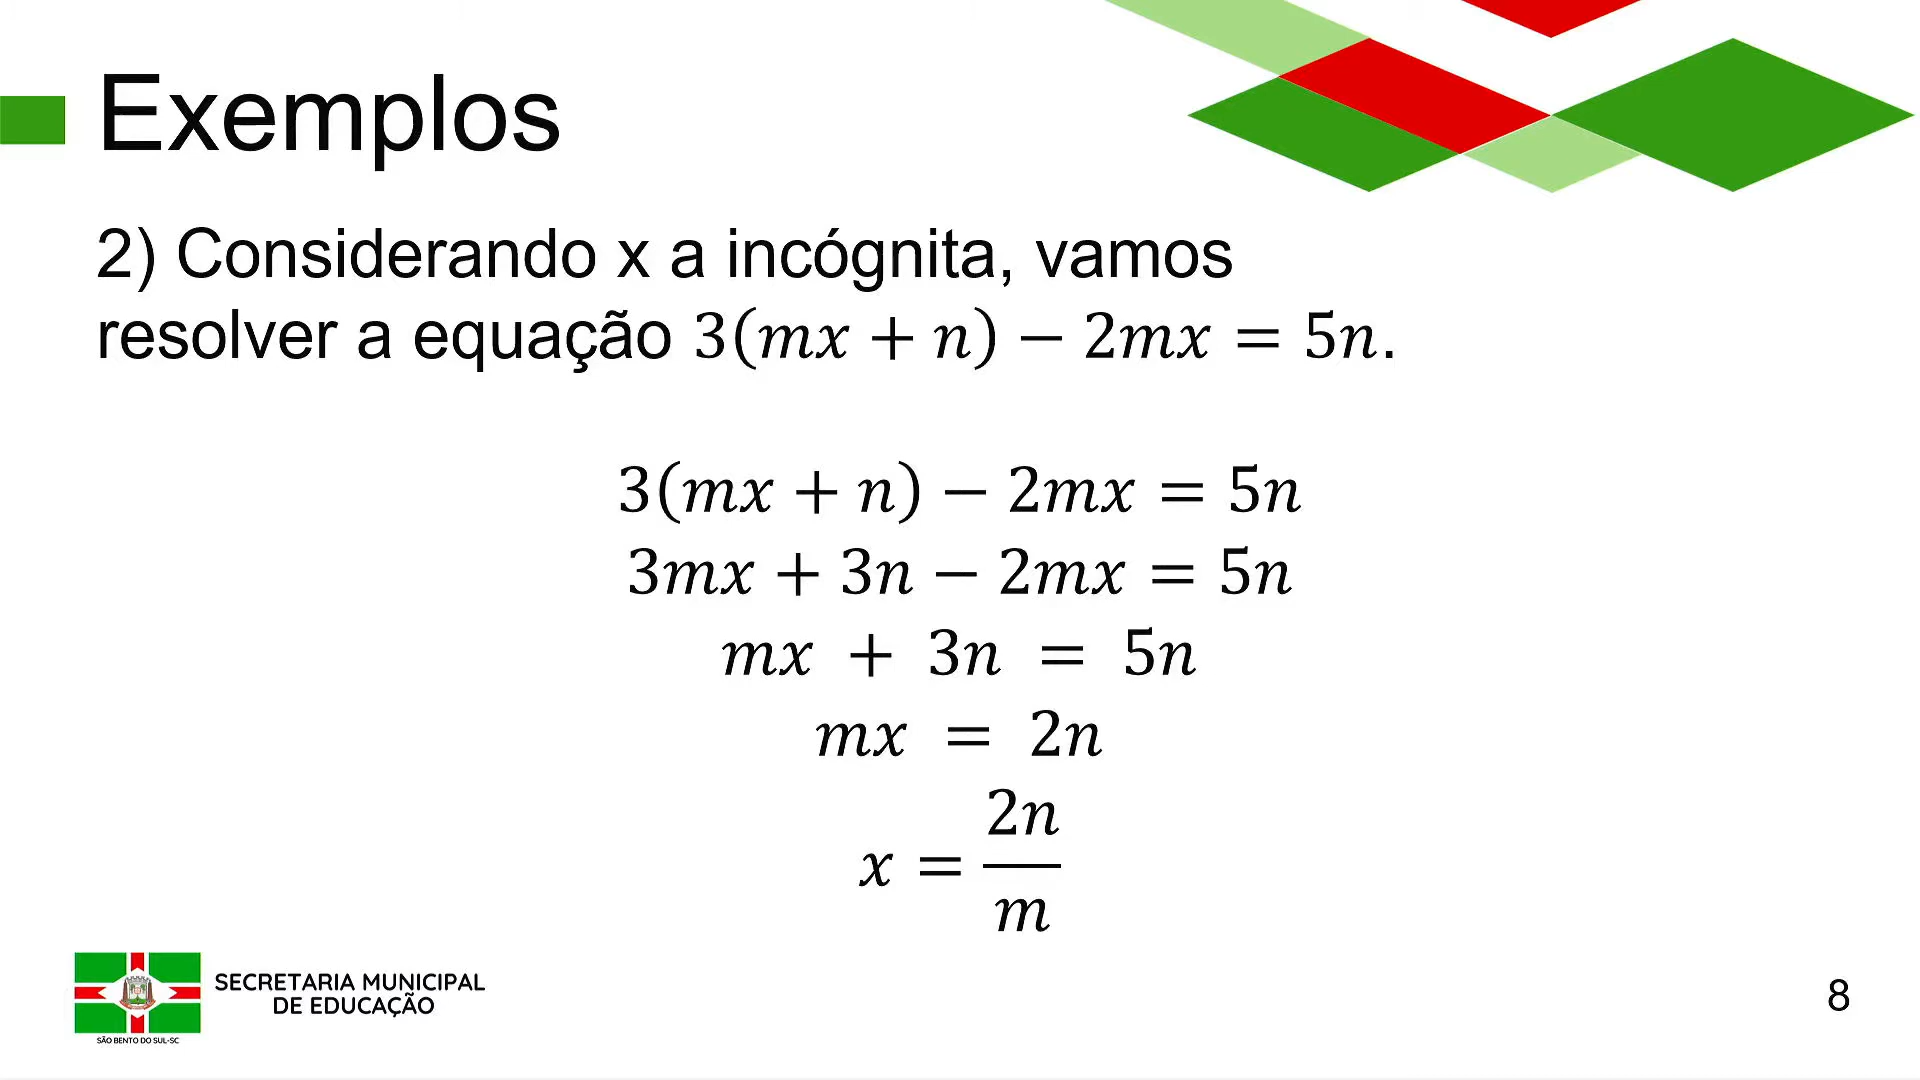 Exemplos
2) Considerando x a incógnita, vamos
resolver a equação 3(mx + n) − 2mx = 5n.
3(mx + n) − 2mx = 5n
3mx + 3n − 2mx = 5n
mx + 3n = 5n
mx = 2n
x = 2n/m
SECRETARIA MUNICIPAL
DE EDUCAÇÃO
SÃO BENTO DO SUL-SC
8